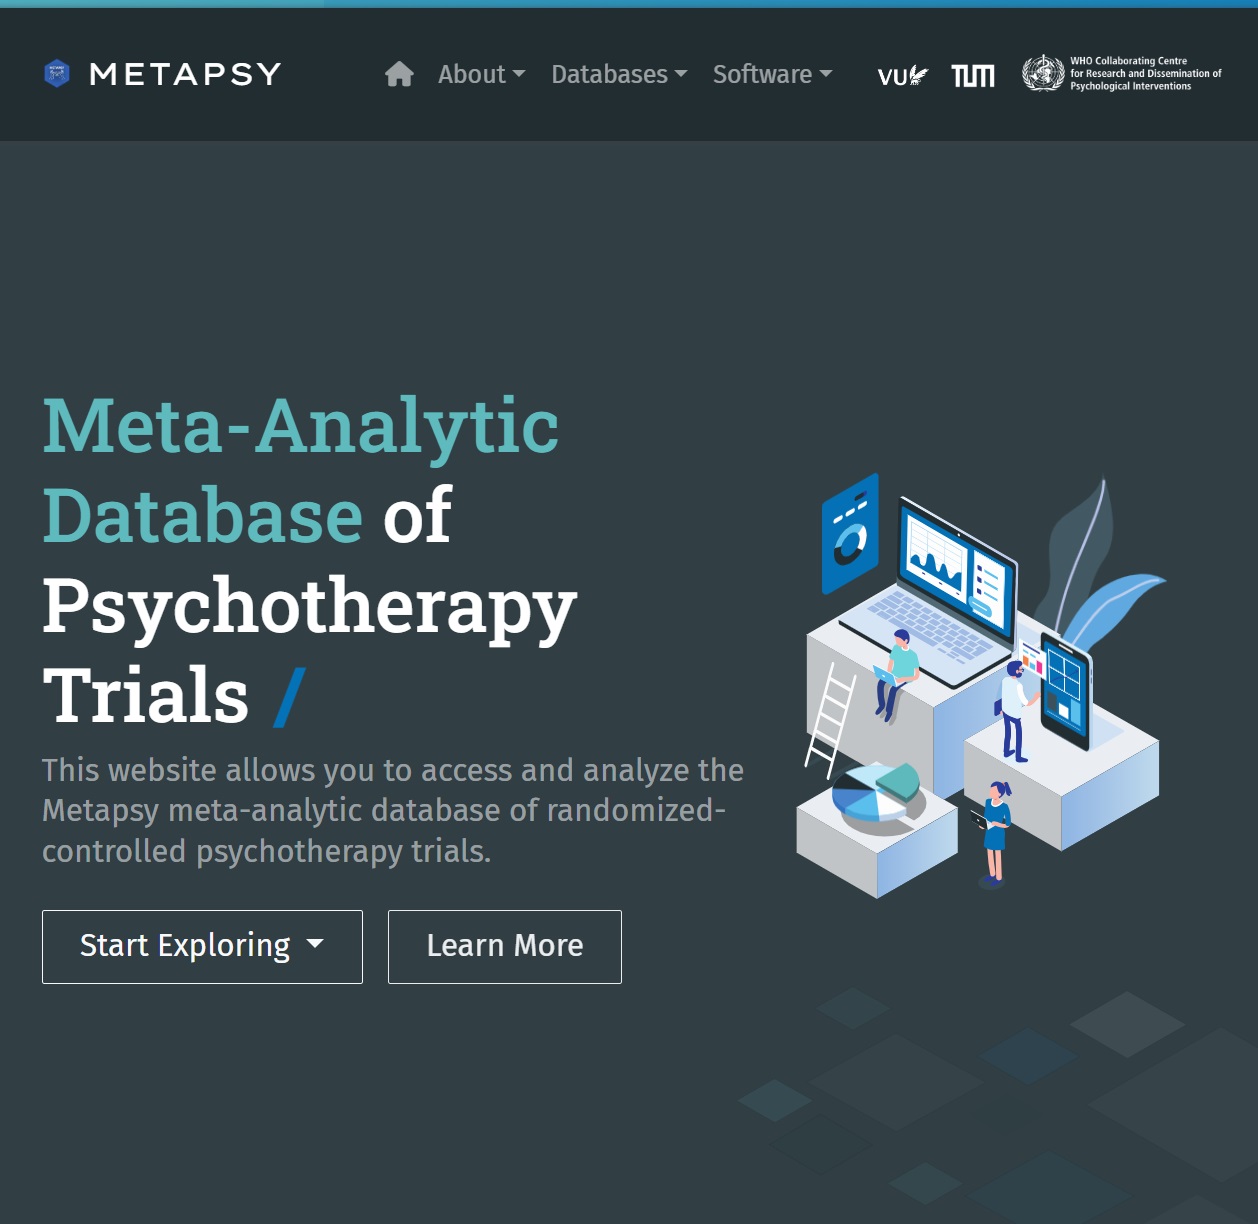 METAPSY
About
Databases
Software
VU
TUM
WHO Collaborating Centre
for Research and Dissemination of
Psychological Interventions
Meta-Analytic
Database of
Psychotherapy
Trials /
This website allows you to access and analyze the
Metapsy meta-analytic database of randomized-
controlled psychotherapy trials.
Start Exploring
Learn More